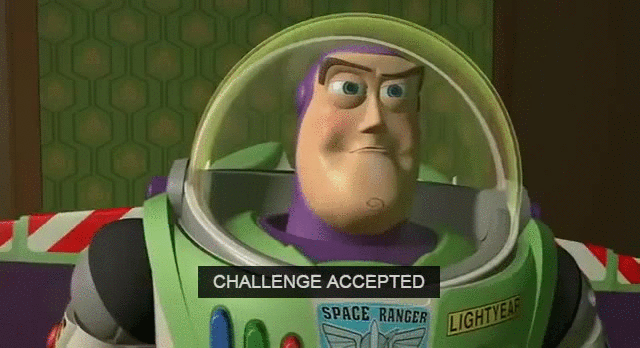 CHALLENGE ACCEPTED
SPACE RANGER
LIGHTYEAR